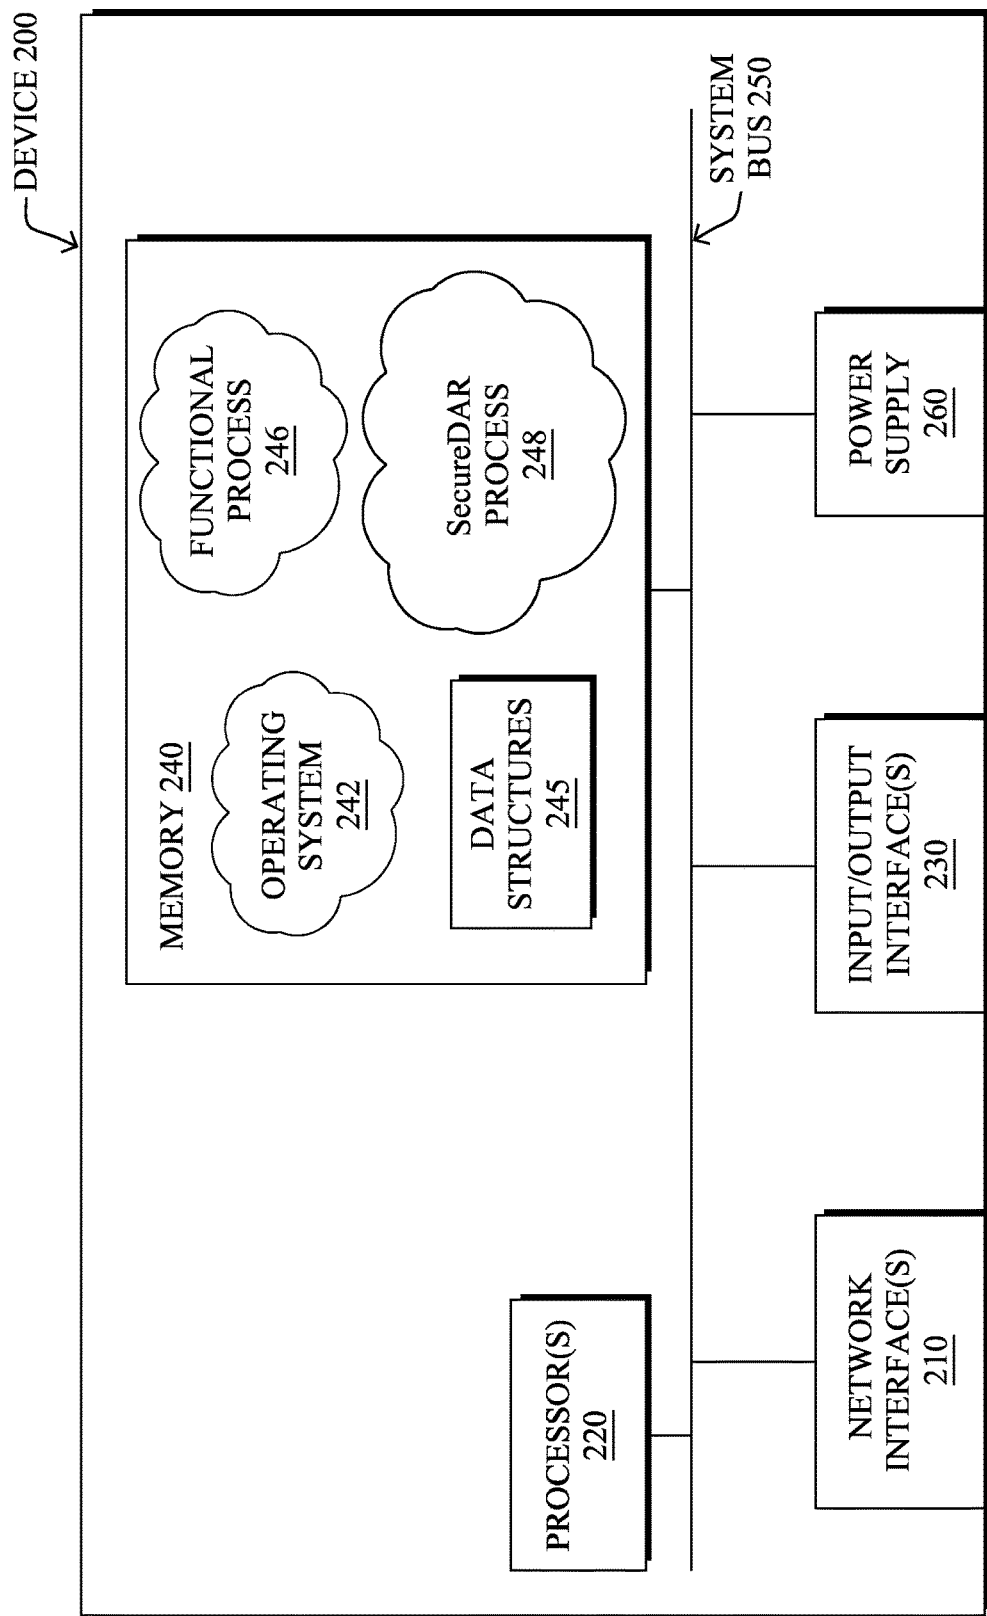 DEVICE 200
MEMORY 240
OPERATING
SYSTEM
242
FUNCTIONAL
PROCESS
246
DATA
STRUCTURES
245
SecureDAR
PROCESS
248
PROCESSOR(S)
220
SYSTEM
BUS 250
NETWORK
INTERFACE(S)
210
INPUT/OUTPUT
INTERFACE(S)
230
POWER
SUPPLY
260